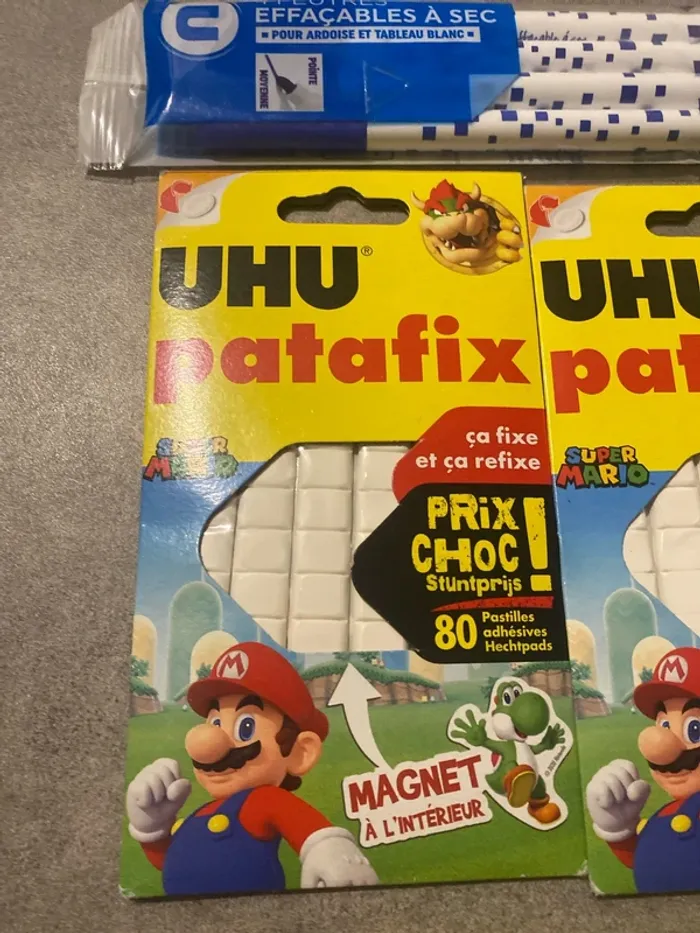 FEUTRES
EFFAÇABLES À SEC
POUR ARDOISE ET TABLEAU BLANC
POINTE
MOYENNE
UHU®
patafix
SUPER
MARIO
ça fixe
et ça refixe
PRIX
CHOC!
Stuntprijs
80 Pastilles
adhésives
Hechtpads
M
MAGNET
À L'INTÉRIEUR
UHU
pat
SUPER
MARIO
M